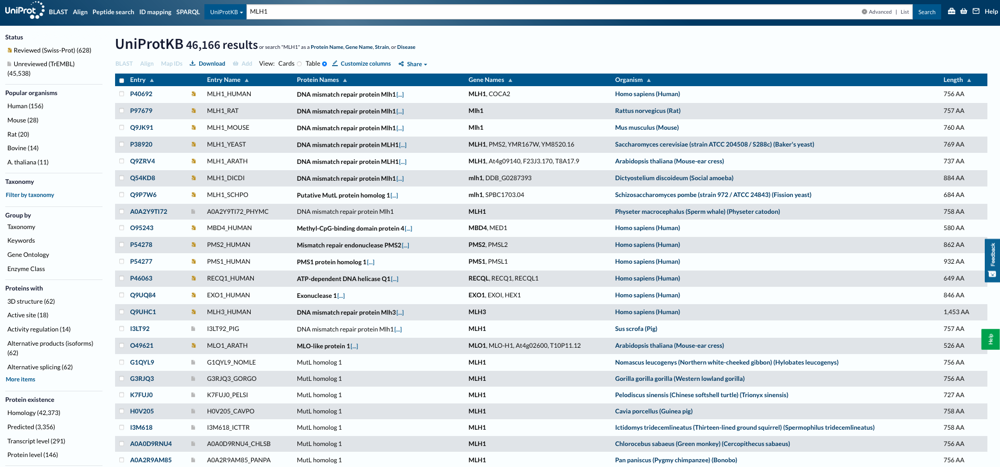 UniProt BLAST Align Peptide search ID mapping SPARQL UniProtKB MLH1 Advanced | List Search Help
Status
Reviewed (Swiss-Prot) (628)
Unreviewed (TrEMBL)
(45,538)
Popular organisms
Human (156)
Mouse (28)
Rat (20)
Bovine (14)
A. thaliana (11)
Taxonomy
Filter by taxonomy
Group by
Taxonomy
Keywords
Gene Ontology
Enzyme Class
Proteins with
3D structure (62)
Active site (18)
Activity regulation (14)
Alternative products (isoforms)
(62)
Alternative splicing (62)
More items
Protein existence
Homology (42,373)
Predicted (3,356)
Transcript level (291)
Protein level (146)
UniProtKB 46,166 results or search "MLH1" as a Protein Name, Gene Name, Strain, or Disease
BLAST Align Map IDs Download Add View: Cards Table Customize columns Share
Entry Entry Name Protein Names Gene Names Organism Length
P40692 MLH1_HUMAN DNA mismatch repair protein Mlh1[...] MLH1, COCA2 Homo sapiens (Human) 756 AA
P97679 MLH1_RAT DNA mismatch repair protein Mlh1[...] Mlh1 Rattus norvegicus (Rat) 757 AA
Q9JK91 MLH1_MOUSE DNA mismatch repair protein Mlh1[...] Mlh1 Mus musculus (Mouse) 760 AA
P38920 MLH1_YEAST DNA mismatch repair protein MLH1[...] MLH1, PMS2, YMR167W, YM8520.16 Saccharomyces cerevisiae (strain ATCC 204508 / S288c) (Baker's yeast) 769 AA
Q9ZRV4 MLH1_ARATH DNA mismatch repair protein MLH1[...] MLH1, At4g09140, F23J3.170, T8A17.9 Arabidopsis thaliana (Mouse-ear cress) 737 AA
Q54KD8 MLH1_DICDI DNA mismatch repair protein Mlh1[...] mlh1, DDB_G0287393 Dictyostelium discoideum (Social amoeba) 884 AA
Q9P7W6 MLH1_SCHPO Putative MutL protein homolog 1[...] mlh1, SPBC1703.04 Schizosaccharomyces pombe (strain 972 / ATCC 24843) (Fission yeast) 684 AA
A0A2Y9TI72 A0A2Y9TI72_PHYMC DNA mismatch repair protein Mlh1 MLH1 Physeter macrocephalus (Sperm whale) (Physeter catodon) 758 AA
O95243 MBD4_HUMAN Methyl-CpG-binding domain protein 4[...] MBD4, MED1 Homo sapiens (Human) 580 AA
P54278 PMS2_HUMAN Mismatch repair endonuclease PMS2[...] PMS2, PMSL2 Homo sapiens (Human) 862 AA
P54277 PMS1_HUMAN PMS1 protein homolog 1[...] PMS1, PMSL1 Homo sapiens (Human) 932 AA
P46063 RECQ1_HUMAN ATP-dependent DNA helicase Q1[...] RECQL, RECQ1, RECQL1 Homo sapiens (Human) 649 AA
Q9UQ84 EXO1_HUMAN Exonuclease 1[...] EXO1, EXOI, HEX1 Homo sapiens (Human) 846 AA
Q9UHC1 MLH3_HUMAN DNA mismatch repair protein Mlh3[...] MLH3 Homo sapiens (Human) 1,453 AA
I3LT92 I3LT92_PIG DNA mismatch repair protein Mlh1[...] MLH1 Sus scrofa (Pig) 757 AA
O49621 MLO1_ARATH MLO-like protein 1[...] MLO1, MLO-H1, At4g02600, T10P11.12 Arabidopsis thaliana (Mouse-ear cress) 526 AA
G1QYL9 G1QYL9_NOMLE MutL homolog 1 MLH1 Nomascus leucogenys (Northern white-cheeked gibbon) (Hylobates leucogenys) 756 AA
G3RJQ3 G3RJQ3_GORGO MutL homolog 1 MLH1 Gorilla gorilla gorilla (Western lowland gorilla) 756 AA
K7FUJ0 K7FUJ0_PELSI MutL homolog 1 MLH1 Pelodiscus sinensis (Chinese softshell turtle) (Trionyx sinensis) 727 AA
H0V205 H0V205_CAVPO MutL homolog 1 MLH1 Cavia porcellus (Guinea pig) 758 AA
I3M618 I3M618_ICTTR MutL homolog 1 MLH1 Ictidomys tridecemlineatus (Thirteen-lined ground squirrel) (Spermophilus tridecemlineatus) 758 AA
A0A0D9RNU4 A0A0D9RNU4_CHLSB MutL homolog 1 MLH1 Chlorocebus sabaeus (Green monkey) (Cercopithecus sabaeus) 756 AA
A0A2R9AM85 A0A2R9AM85_PANPA MutL homolog 1 MLH1 Pan paniscus (Pygmy chimpanzee) (Bonobo) 756 AA
Feedback
Help